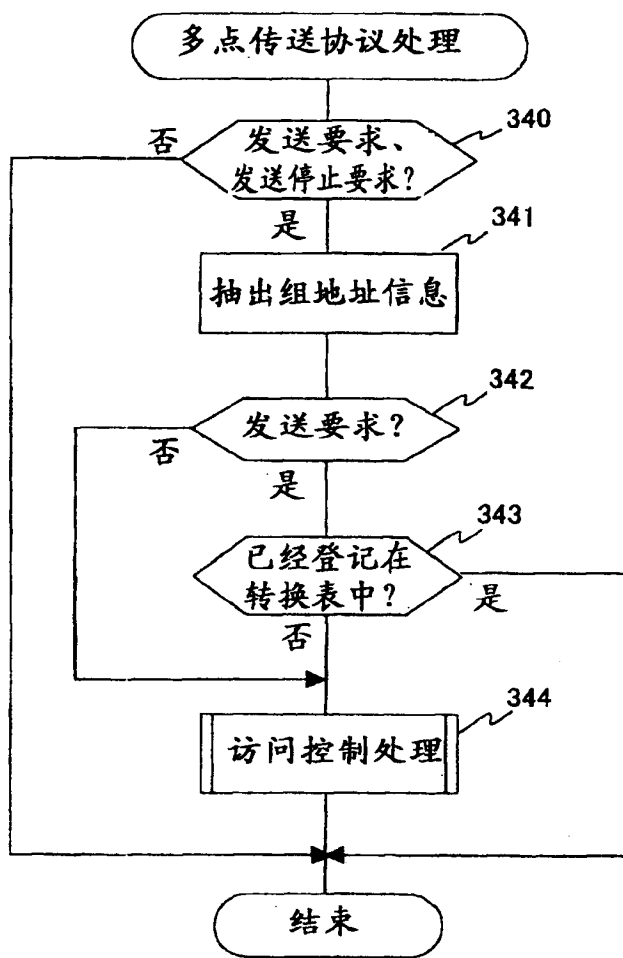 多点传送协议处理
340
否
发送要求、
发送停止要求?
是
341
抽出组地址信息
342
发送要求?
否
是
343
已经登记在
转换表中?
是
否
344
访问控制处理
结束